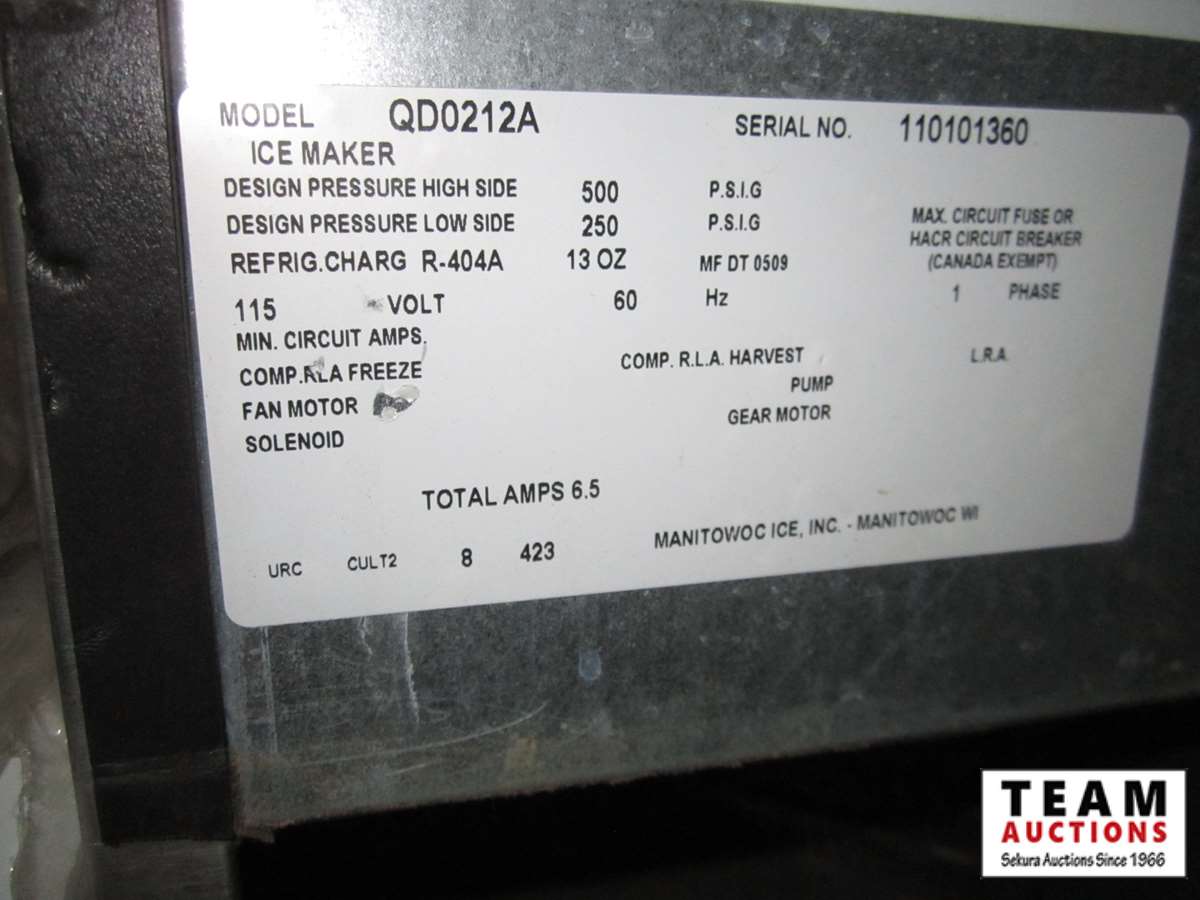 MODEL QD0212A SERIAL NO. 110101360
ICE MAKER
DESIGN PRESSURE HIGH SIDE 500 P.S.I.G
DESIGN PRESSURE LOW SIDE 250 P.S.I.G
MAX. CIRCUIT FUSE OR
HACR CIRCUIT BREAKER
(CANADA EXEMPT)
REFRIG.CHARG R-404A 13 OZ MF DT 0509
115 VOLT 60 Hz 1 PHASE
MIN. CIRCUIT AMPS.
COMP.RLA FREEZE COMP. R.L.A. HARVEST L.R.A.
FAN MOTOR PUMP
SOLENOID GEAR MOTOR
TOTAL AMPS 6.5
URC CULT2 8 423 MANITOWOC ICE, INC. - MANITOWOC WI
TEAM
AUCTIONS
Sekura Auctions Since 1966